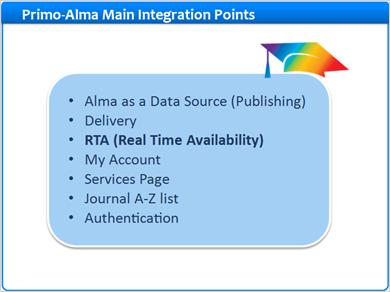 Primo-Alma Main Integration Points
• Alma as a Data Source (Publishing)
• Delivery
• RTA (Real Time Availability)
• My Account
• Services Page
• Journal A-Z list
• Authentication